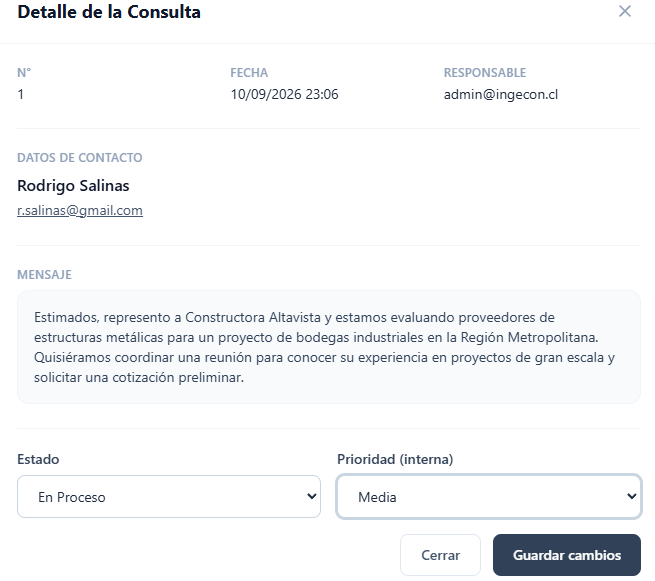 Detalle de la Consulta
N°
FECHA
RESPONSABLE
1
10/09/2026 23:06
admin@ingecon.cl
DATOS DE CONTACTO
Rodrigo Salinas
r.salinas@gmail.com
MENSAJE
Estimados, represento a Constructora Altavista y estamos evaluando proveedores de
estructuras metálicas para un proyecto de bodegas industriales en la Región Metropolitana.
Quisiéramos coordinar una reunión para conocer su experiencia en proyectos de gran escala y
solicitar una cotización preliminar.
Estado
Prioridad (interna)
En Proceso
Media
Cerrar
Guardar cambios